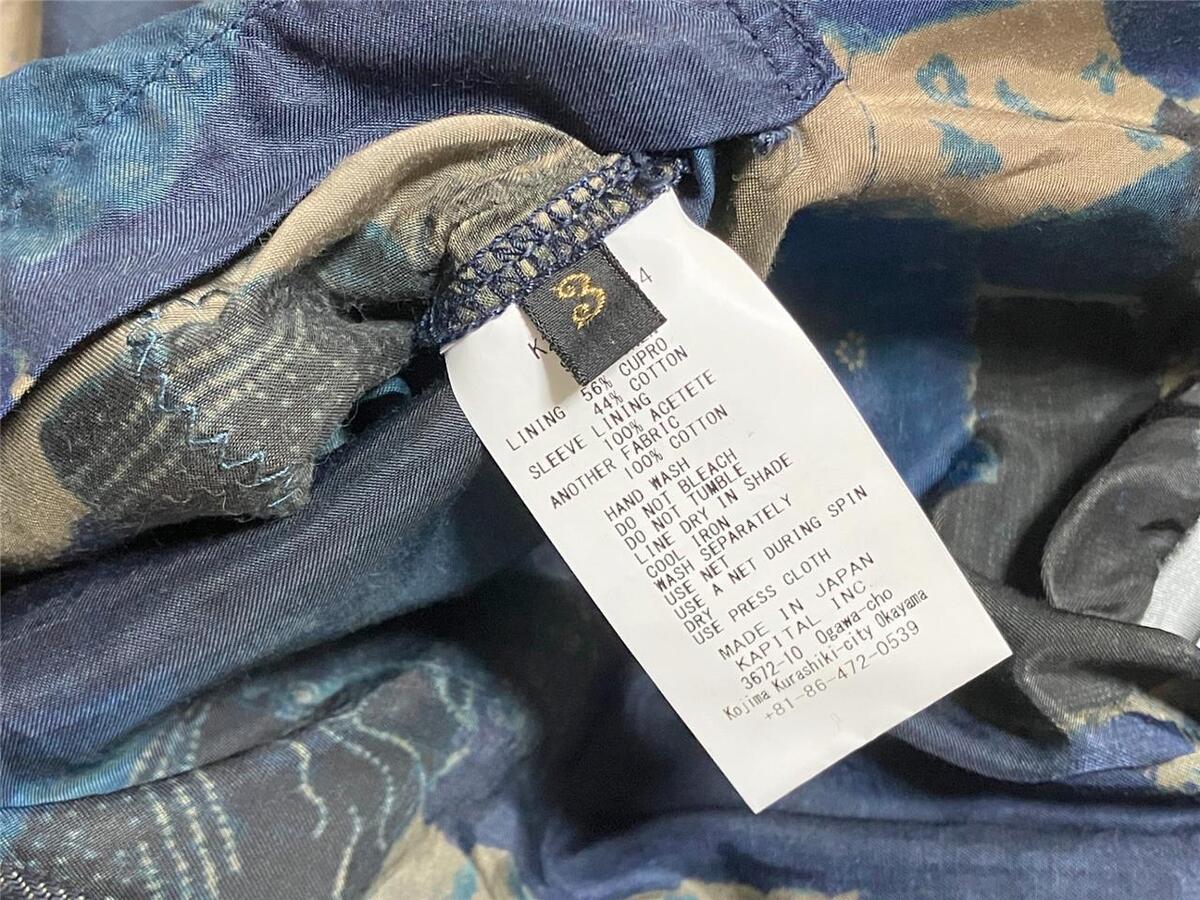 4
3
K
LINING 56% CUPRO
44% COTTON
SLEEVE LINING
100% ACETETE
ANOTHER FABRIC
100% COTTON
HAND WASH
DO NOT BLEACH
DO NOT TUMBLE
LINE DRY IN SHADE
COOL IRON
WASH SEPARATELY
USE NET
USE A NET DURING SPIN
DRY
USE PRESS CLOTH
MADE IN JAPAN
KAPITAL INC.
3672-10 Ogawa-cho
Kojima Kurashiki-city Okayama
+81-86-472-0539